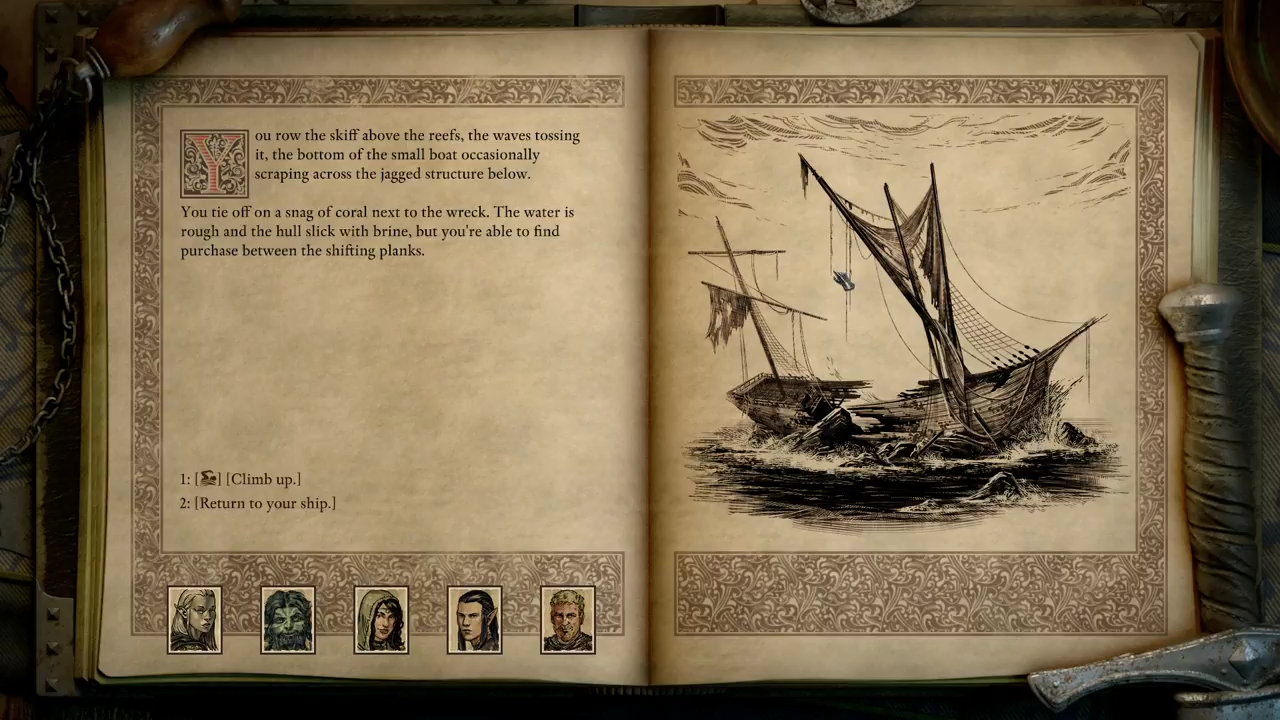 You row the skiff above the reefs, the waves tossing
it, the bottom of the small boat occasionally
scraping across the jagged structure below.
You tie off on a snag of coral next to the wreck. The water is
rough and the hull slick with brine, but you're able to find
purchase between the shifting planks.
1: [] [Climb up.]
2: [Return to your ship.]